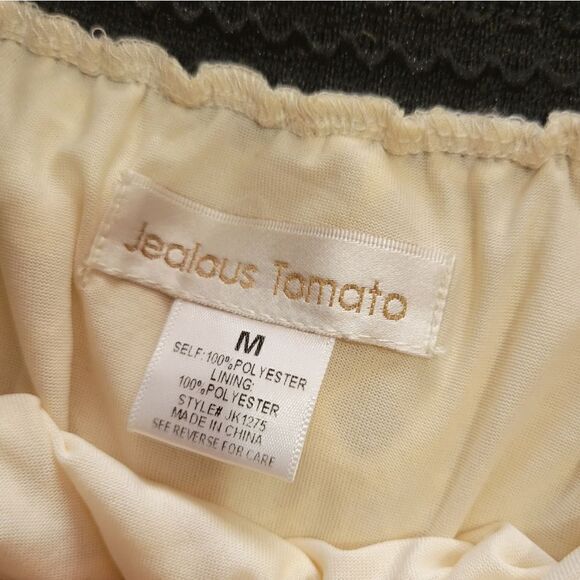 Jealous Tomato
M
SELF:100%POLYESTER
LINING:
100%POLYESTER
STYLE# JK1275
MADE IN CHINA
SEE REVERSE FOR CARE